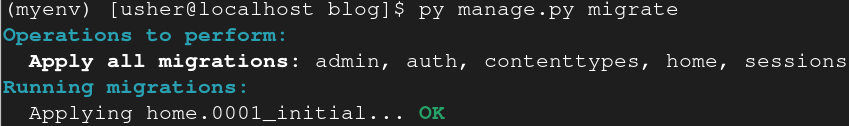 (myenv) [usher@localhost blog]$ py manage.py migrate
Operations to perform:
  Apply all migrations: admin, auth, contenttypes, home, sessions
Running migrations:
  Applying home.0001_initial... OK